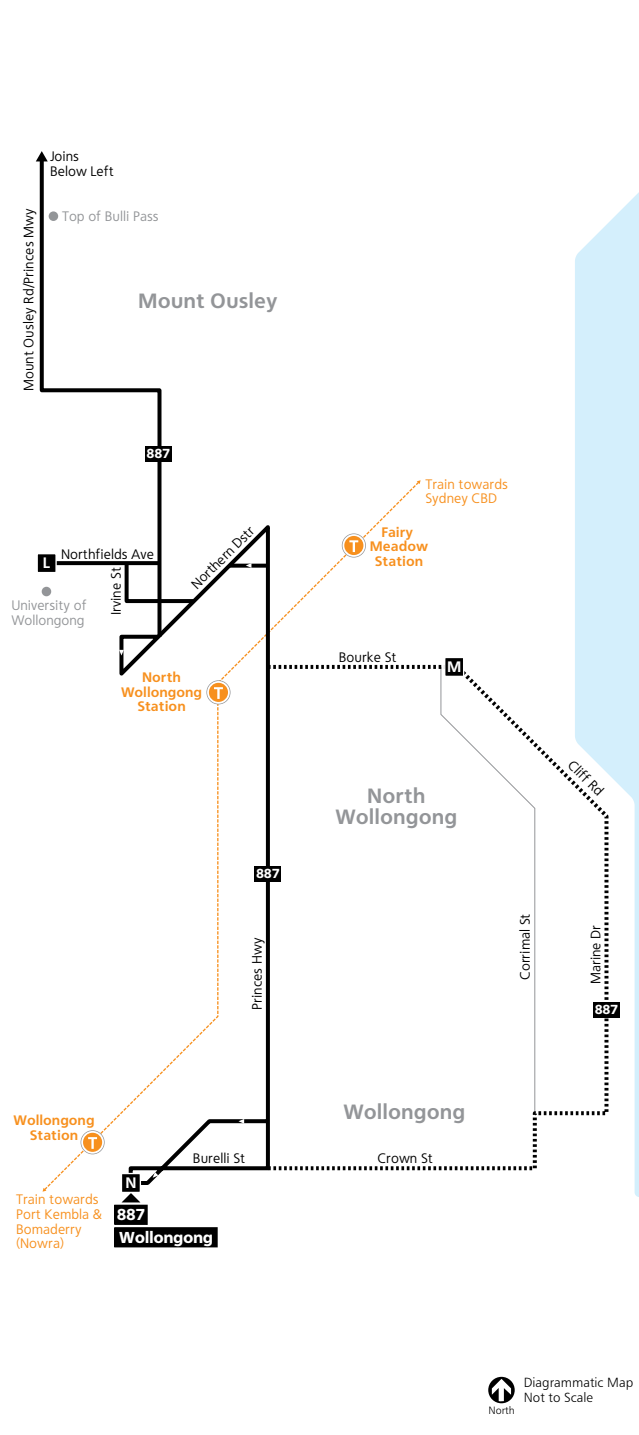 Joins
Below Left
Top of Bulli Pass
Mount Ousley Rd/Princes Mwy
Mount Ousley
887
Train towards
Sydney CBD
Fairy
Meadow
Station
T
Northern Dstr
Northfields Ave
L
Irvine St
University of
Wollongong
Bourke St
M
North
Wollongong
Station
T
Cliff Rd
North
Wollongong
887
Princes Hwy
Corrimal St
Marine Dr
887
Wollongong
Wollongong
Station
T
Burelli St
Crown St
N
Train towards
Port Kembla &
Bomaderry
(Nowra)
887
Wollongong
Diagrammatic Map
Not to Scale
North